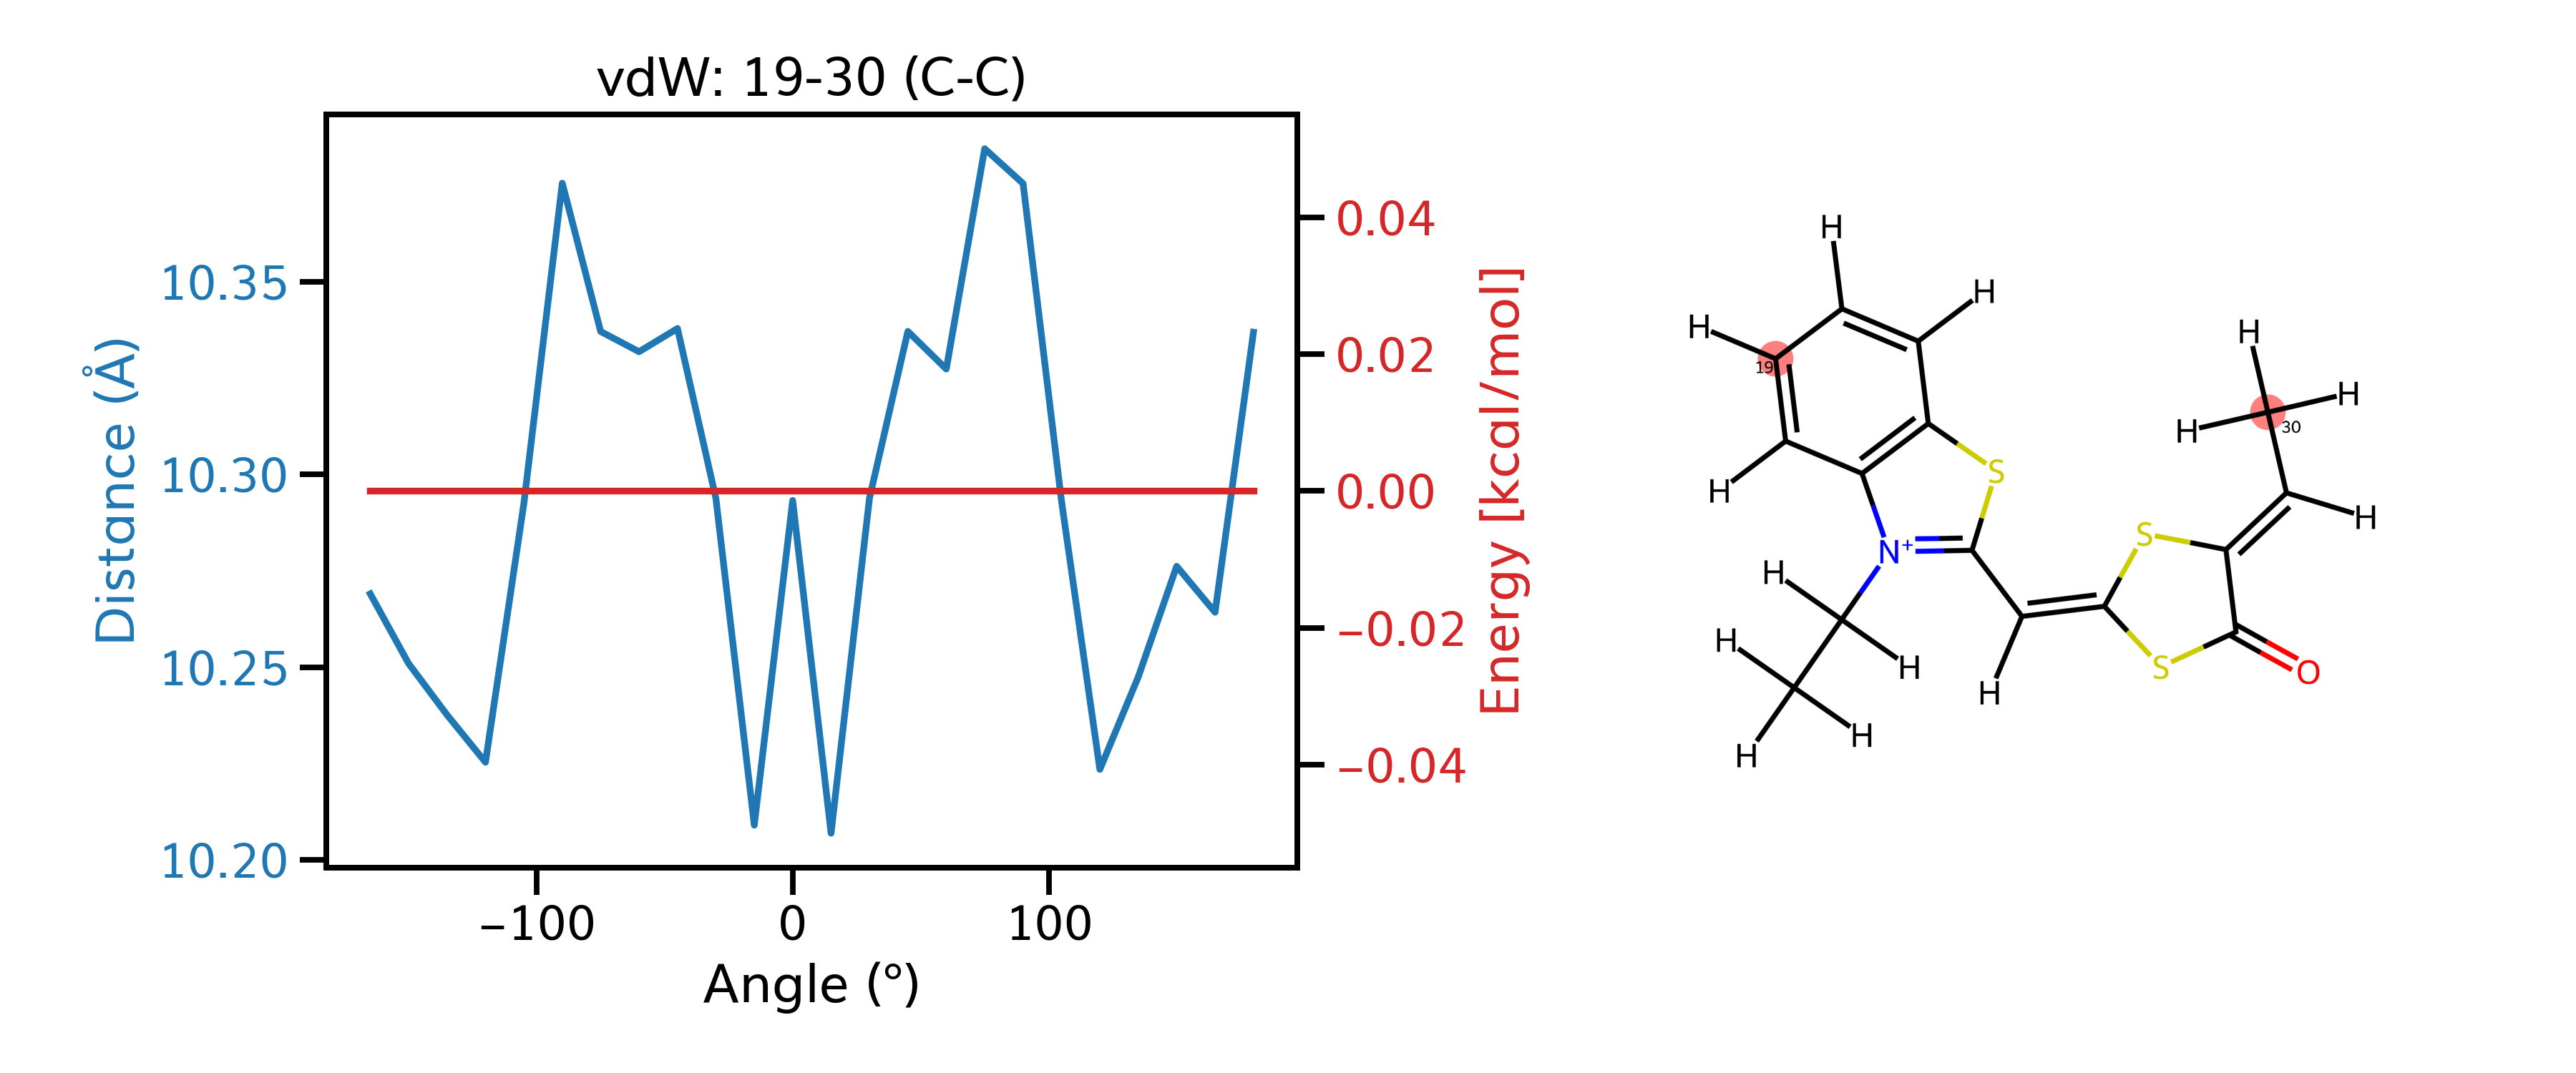 vdW: 19-30 (C-C)
Distance (Å)
10.35
10.30
10.25
10.20
0.04
0.02
0.00
−0.02
−0.04
Energy [kcal/mol]
−100
0
100
Angle (°)
H
H
H
H
19
H
H
30
H
H
S
H
S
N⁺
H
H
H
S
O
H
H
H